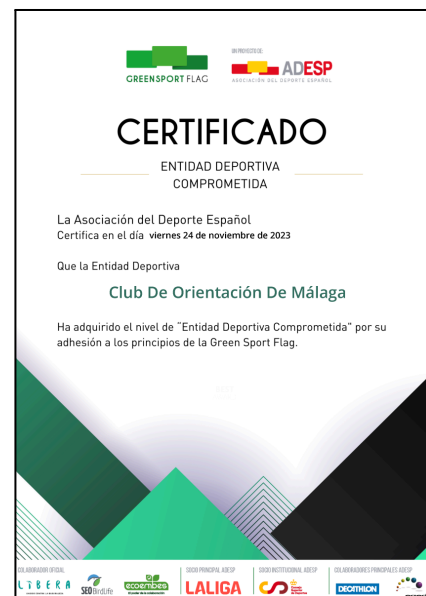 GREENSPORT FLAG
UN PROYECTO DE:
ADESP
ASOCIACIÓN DEL DEPORTE ESPAÑOL
CERTIFICADO
ENTIDAD DEPORTIVA
COMPROMETIDA
La Asociación del Deporte Español
Certifica en el día viernes 24 de noviembre de 2023
Que la Entidad Deportiva
Club De Orientación De Málaga
Ha adquirido el nivel de "Entidad Deportiva Comprometida" por su
adhesión a los principios de la Green Sport Flag.
COLABORADOR OFICIAL
SOCIO PRINCIPAL ADESP
SOCIO INSTITUCIONAL ADESP
COLABORADORES PRINCIPALES ADESP
LIBERA
SEO BirdLife
ecoembes
LALIGA
DECATHLON